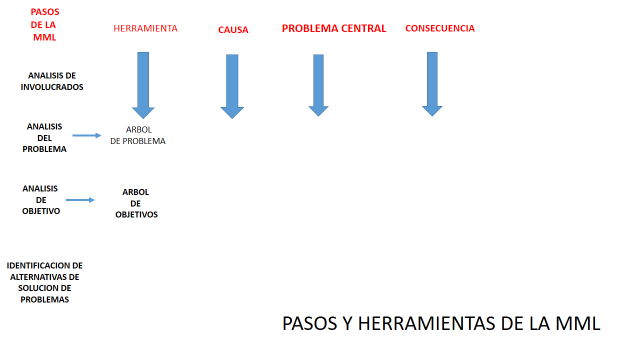 PASOS
DE LA
MML
HERRAMIENTA
CAUSA
PROBLEMA CENTRAL
CONSECUENCIA
ANALISIS DE
INVOLUCRADOS
ANALISIS
DEL
PROBLEMA
ARBOL
DE PROBLEMA
ANALISIS
DE
OBJETIVO
ARBOL
DE
OBJETIVOS
IDENTIFICACION DE
ALTERNATIVAS DE
SOLUCION DE
PROBLEMAS
PASOS Y HERRAMIENTAS DE LA MML